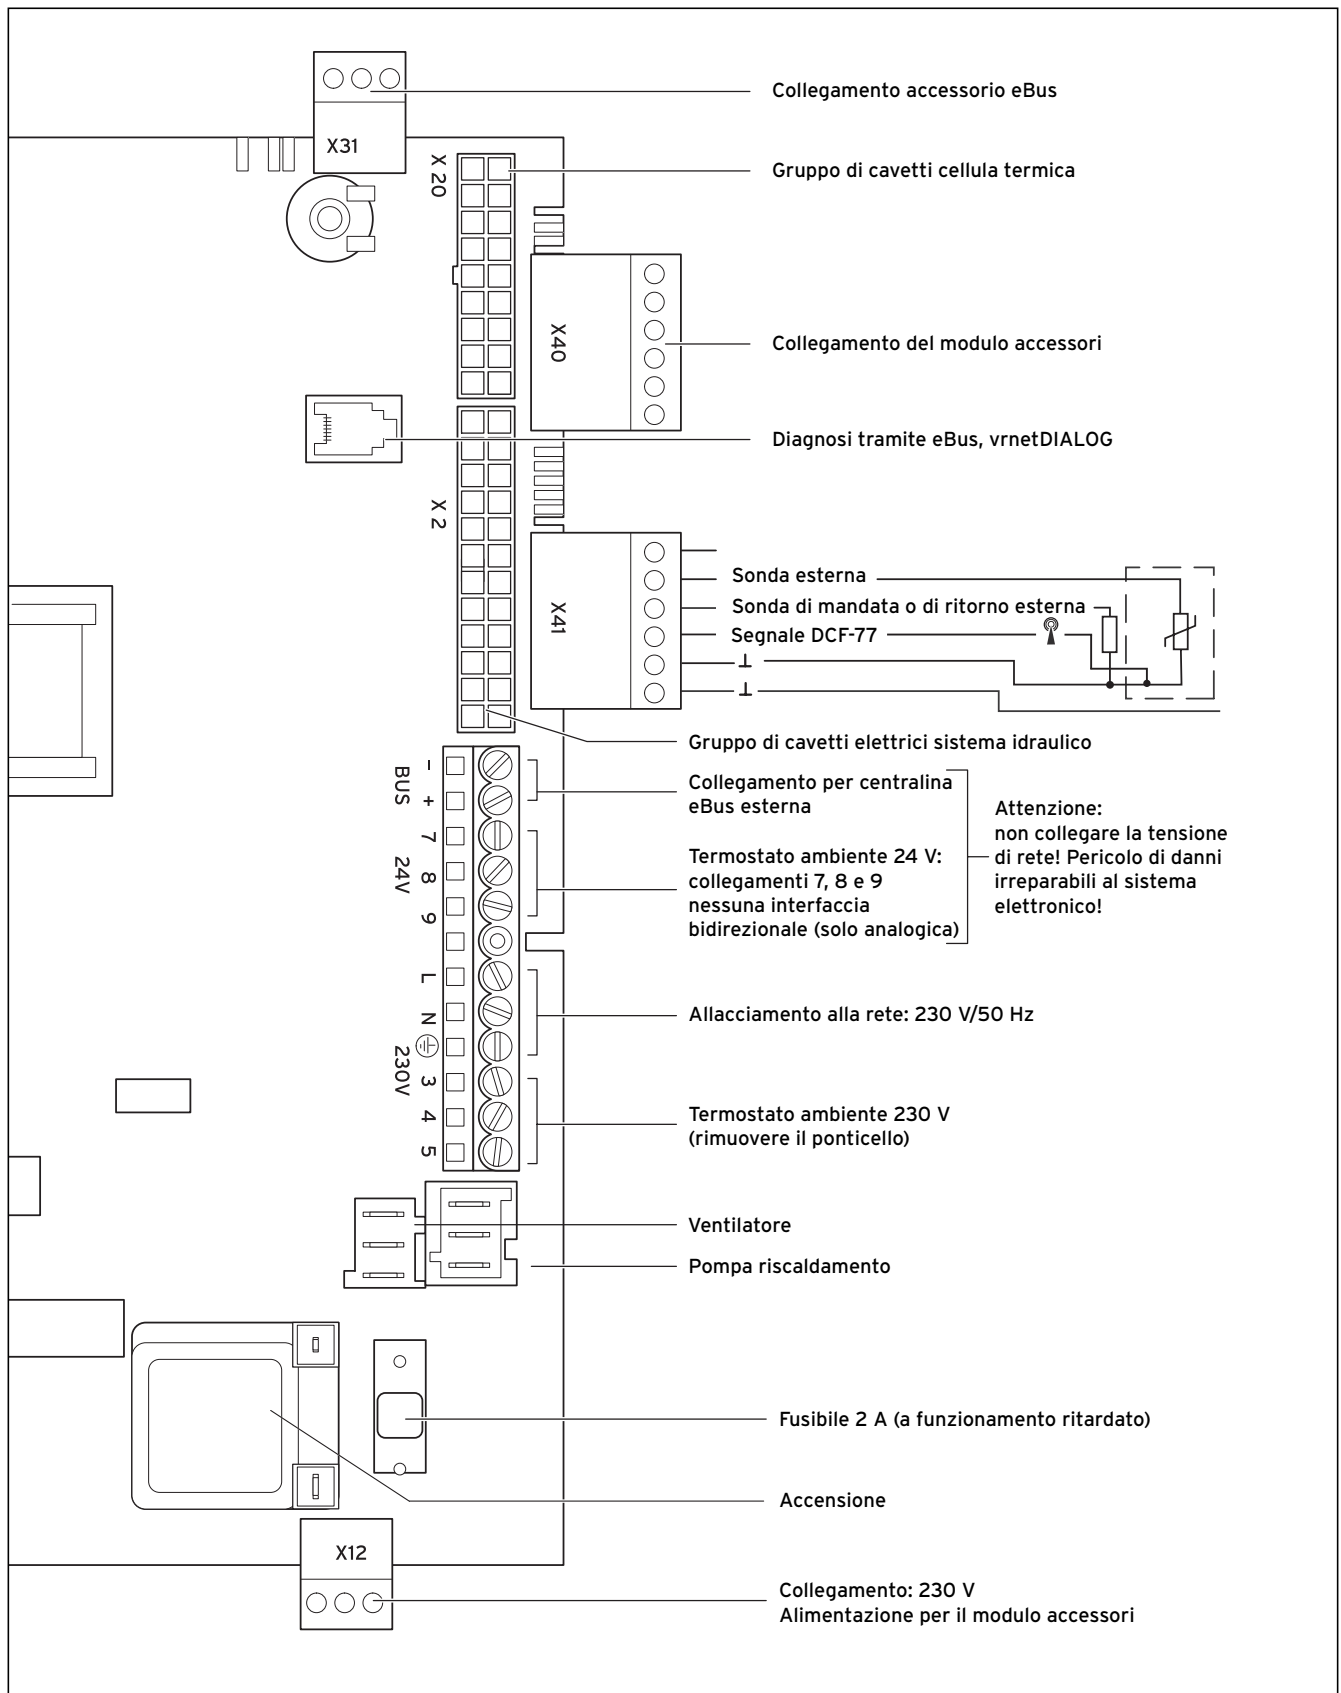 Collegamento accessorio eBus
X31
X 20
Gruppo di cavetti cellula termica
X40
Collegamento del modulo accessori
Diagnosi tramite eBus, vrnetDIALOG
X 2
X41
Sonda esterna
Sonda di mandata o di ritorno esterna
Segnale DCF-77
Gruppo di cavetti elettrici sistema idraulico
BUS
-
+
Collegamento per centralina
eBus esterna
24V
7
8
9
Termostato ambiente 24 V:
collegamenti 7, 8 e 9
nessuna interfaccia
bidirezionale (solo analogica)
Attenzione:
non collegare la tensione
di rete! Pericolo di danni
irreparabili al sistema
elettronico!
L
N
Allacciamento alla rete: 230 V/50 Hz
230V
3
4
5
Termostato ambiente 230 V
(rimuovere il ponticello)
Ventilatore
Pompa riscaldamento
Fusibile 2 A (a funzionamento ritardato)
Accensione
X12
Collegamento: 230 V
Alimentazione per il modulo accessori